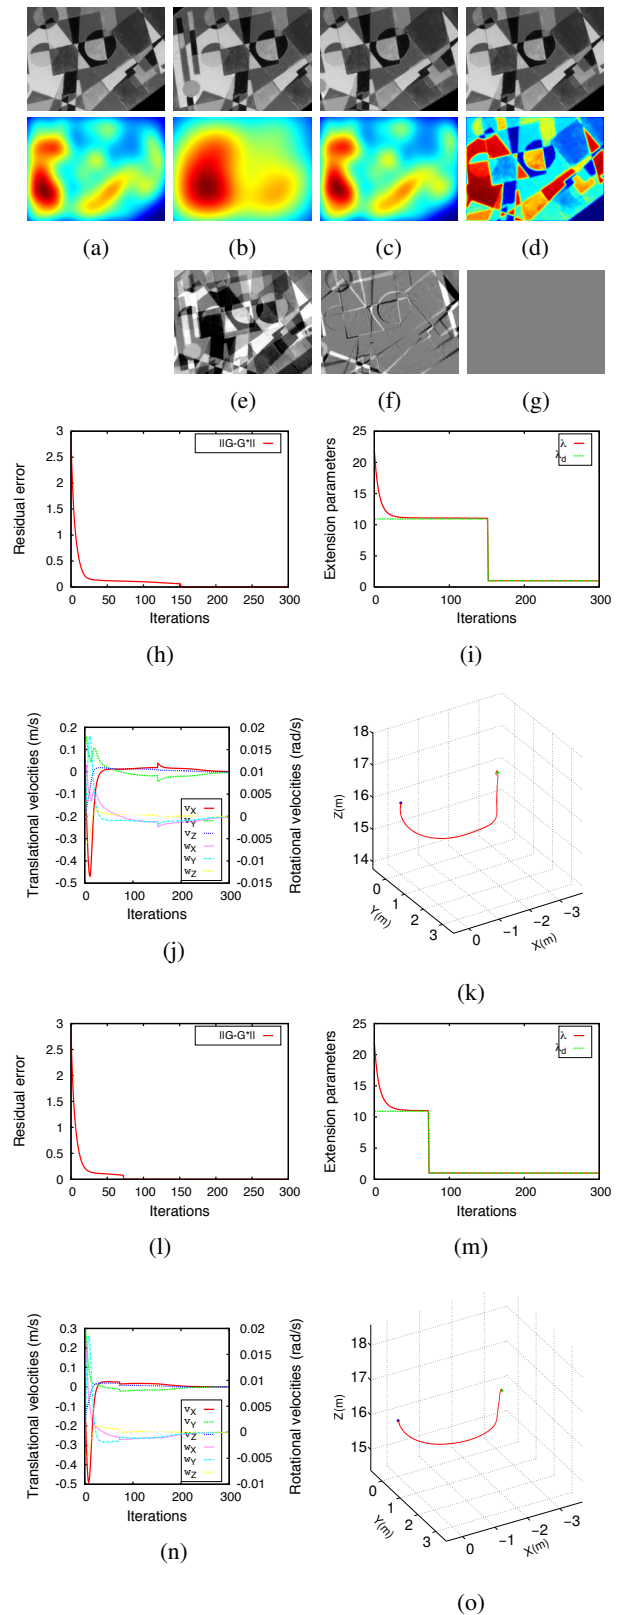 (a) (b) (c) (d)
(e) (f) (g)
3
2.5
2
1.5
1
0.5
0
Residual error
||G-G*||
0 50 100 150 200 250 300
Iterations
(h)
25
20
15
10
5
0
Extension parameters
λ
λd
0 100 200 300
Iterations
(i)
0.2
0.1
0
-0.1
-0.2
-0.3
-0.4
-0.5
Translational velocities (m/s)
vX
vY
vZ
wX
wY
wZ
0.02
0.015
0.01
0.005
0
-0.005
-0.01
-0.015
Rotational velocities (rad/s)
0 100 200 300
Iterations
(j)
18
17
16
15
14
Z(m)
0 1 2 3
Y(m)
0 −1 −2 −3
X(m)
(k)
3
2.5
2
1.5
1
0.5
0
Residual error
||G-G*||
0 50 100 150 200 250 300
Iterations
(l)
25
20
15
10
5
0
Extension parameters
λ
λd
0 100 200 300
Iterations
(m)
0.3
0.2
0.1
0
-0.1
-0.2
-0.3
-0.4
-0.5
Translational velocities (m/s)
vX
vY
vZ
wX
wY
wZ
0.02
0.015
0.01
0.005
0
-0.005
-0.01
Rotational velocities (rad/s)
0 100 200 300
Iterations
(n)
18
17
16
15
Z(m)
0 1 2 3
Y(m)
0 −1 −2 −3
X(m)
(o)